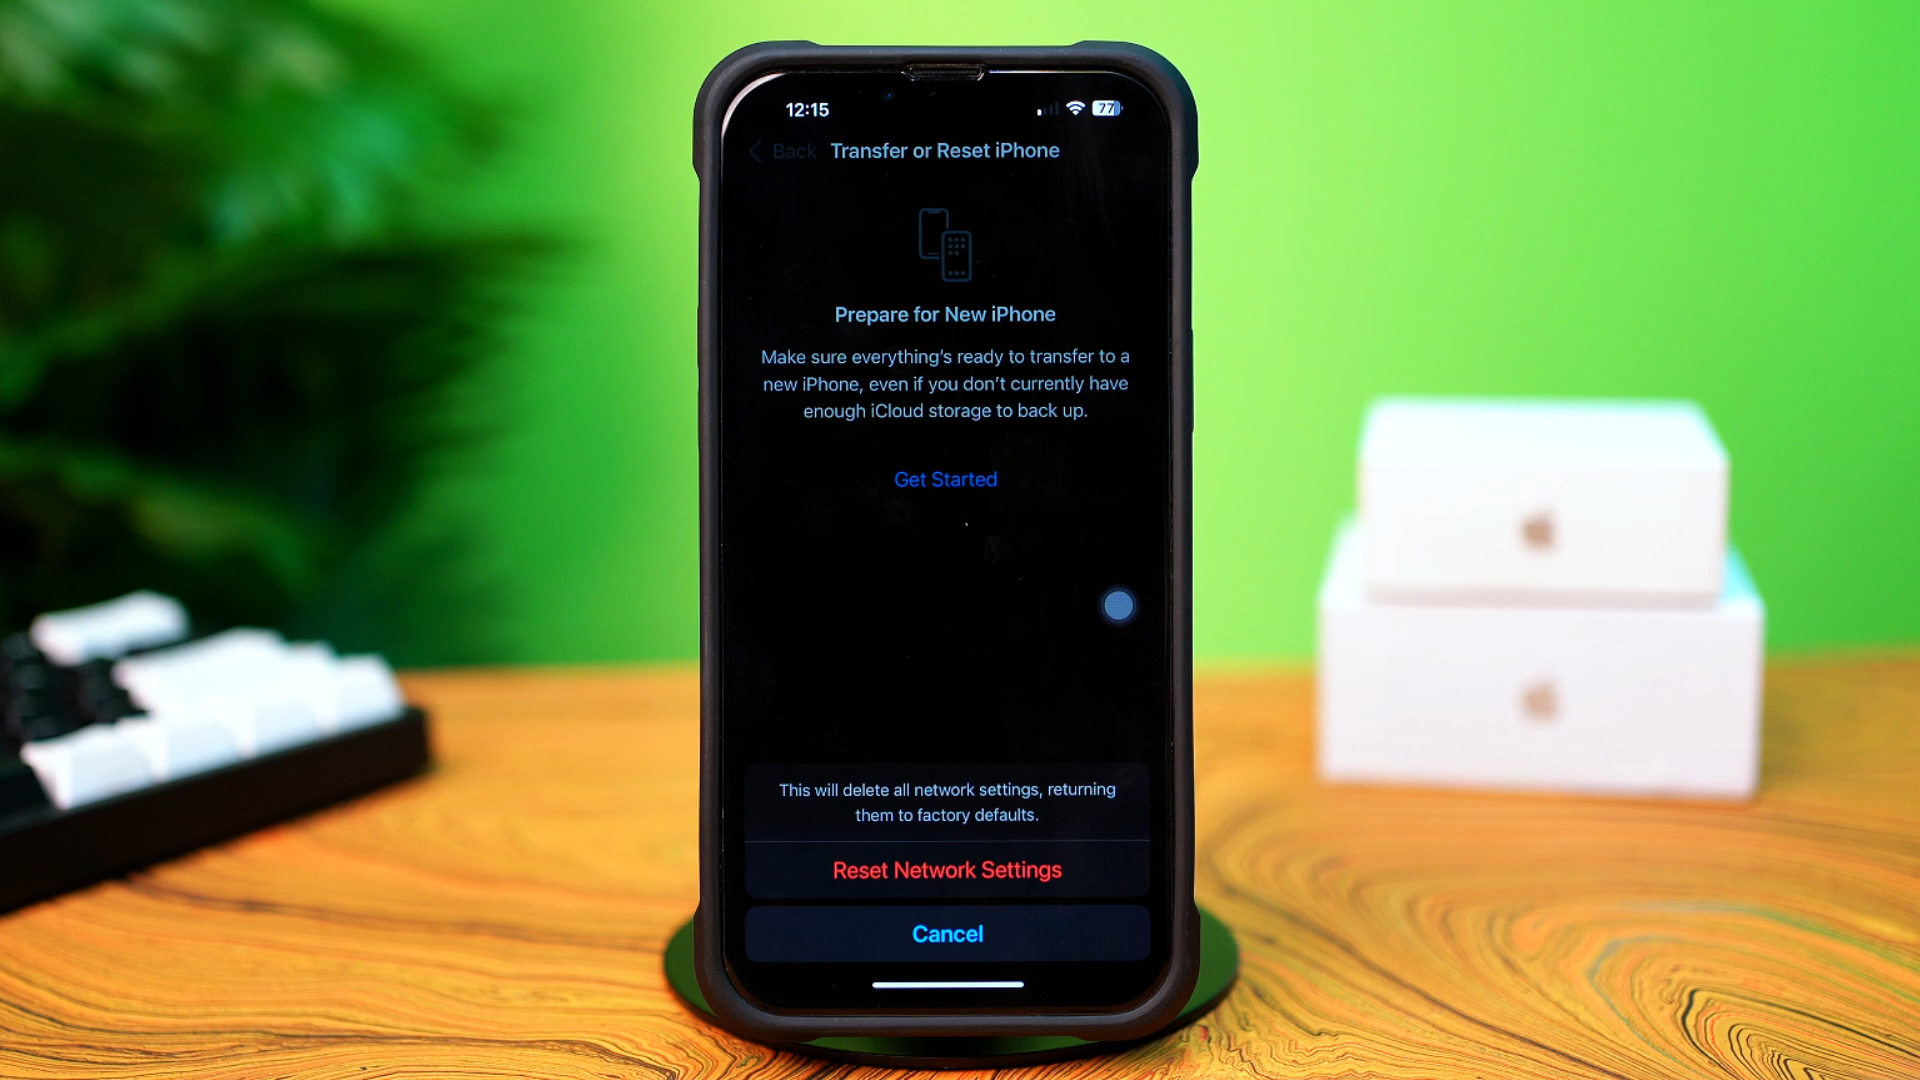 12:15
77
Back
Transfer or Reset iPhone
Prepare for New iPhone
Make sure everything's ready to transfer to a
new iPhone, even if you don't currently have
enough iCloud storage to back up.
Get Started
This will delete all network settings, returning
them to factory defaults.
Reset Network Settings
Cancel